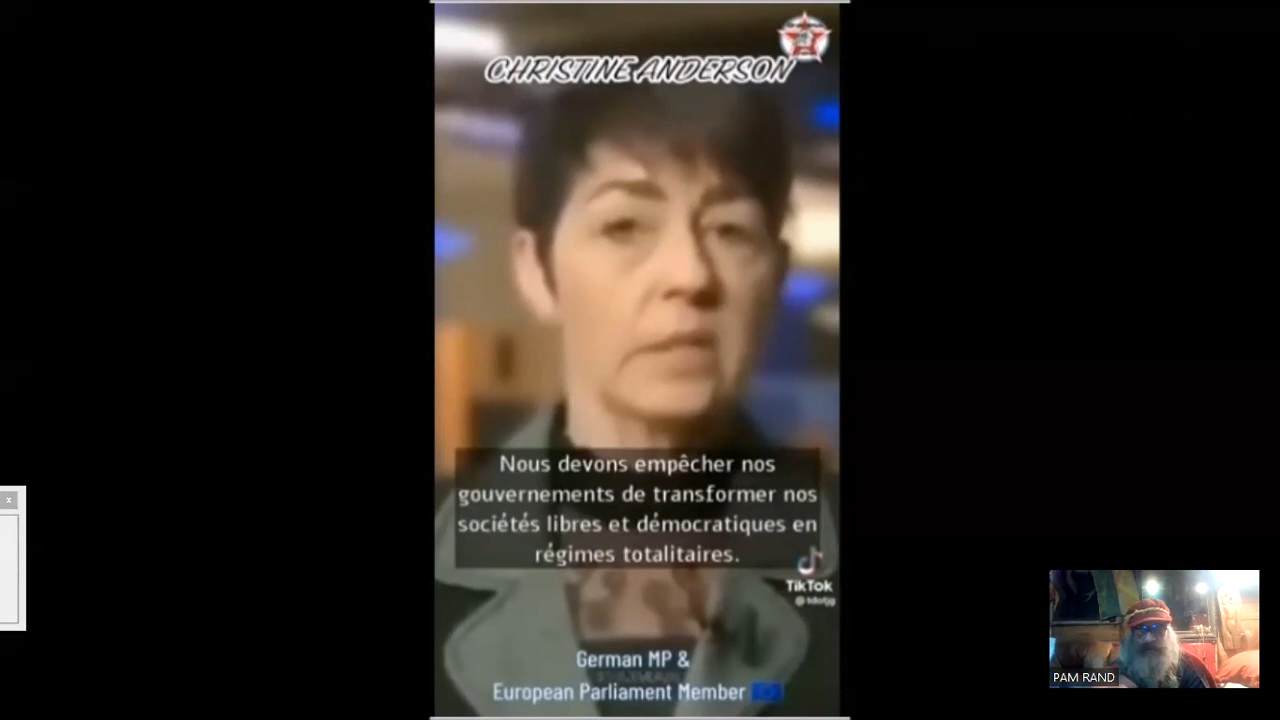 CHRISTINE ANDERSON
Nous devons empêcher nos
gouvernements de transformer nos
sociétés libres et démocratiques en
régimes totalitaires.
TikTok
German MP &
European Parliament Member
x
PAM RAND